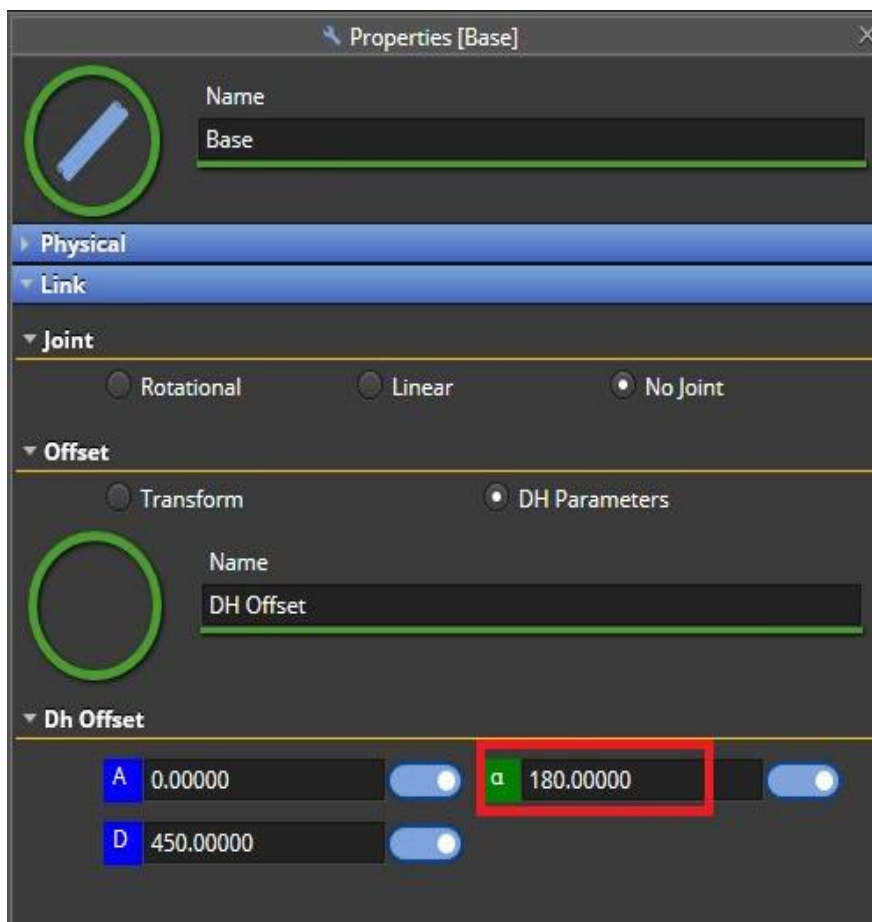 Properties [Base]
Name
Base
Physical
Link
Joint
Rotational Linear No Joint
Offset
Transform DH Parameters
Name
DH Offset
Dh Offset
A 0.00000 α 180.00000
D 450.00000